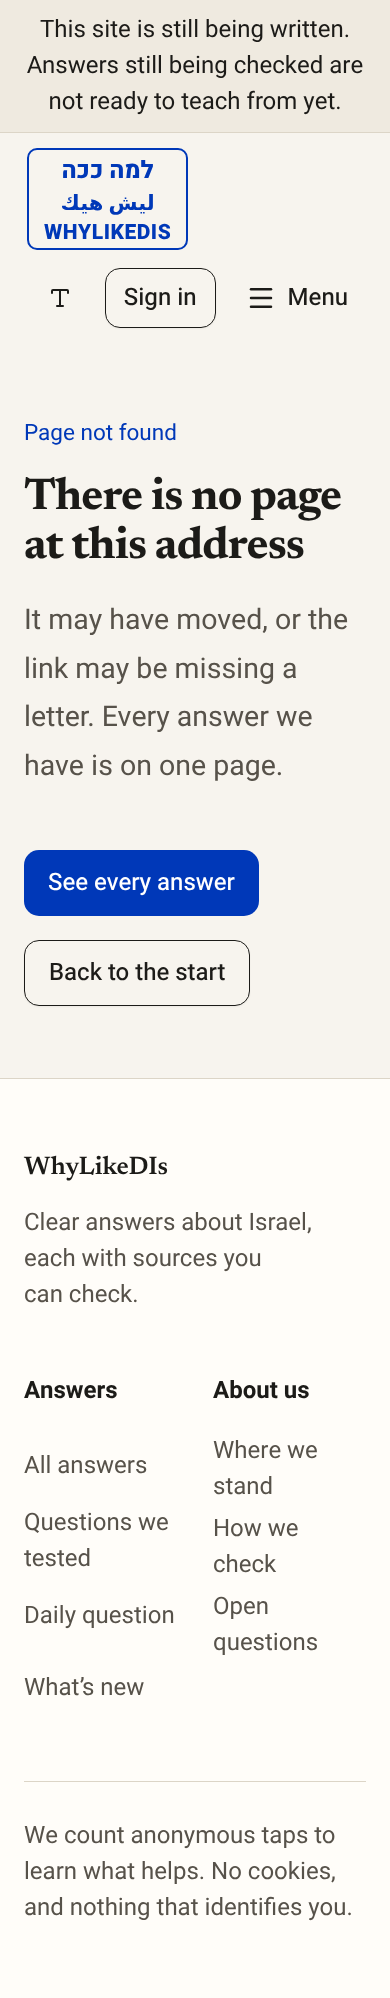 This site is still being written.
Answers still being checked are
not ready to teach from yet.
למה ככה
ليش هيك
WHYLIKEDIS
Sign in
Menu
Page not found
There is no page
at this address
It may have moved, or the
link may be missing a
letter. Every answer we
have is on one page.
See every answer
Back to the start
WhyLikeDIs
Clear answers about Israel,
each with sources you
can check.
Answers
All answers
Questions we
tested
Daily question
What’s new
About us
Where we
stand
How we
check
Open
questions
We count anonymous taps to
learn what helps. No cookies,
and nothing that identifies you.